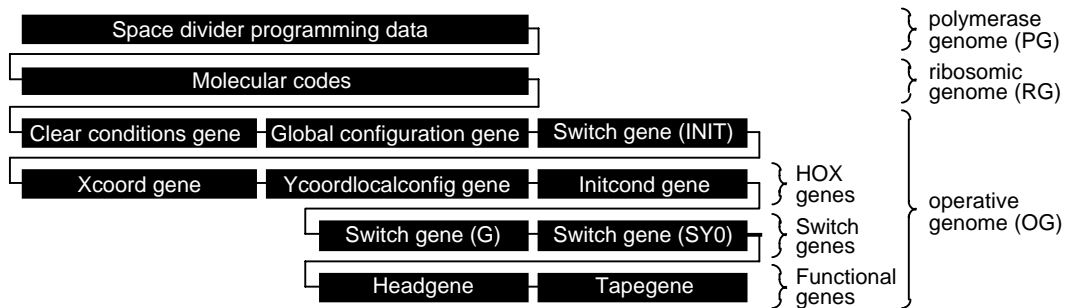 Space divider programming data
polymerase
genome (PG)
Molecular codes
ribosomic
genome (RG)
Clear conditions gene Global configuration gene Switch gene (INIT)
Xcoord gene Ycoordlocalconfig gene Initcond gene
HOX
genes
operative
genome (OG)
Switch gene (G) Switch gene (SY0)
Switch
genes
Headgene Tapegene
Functional
genes